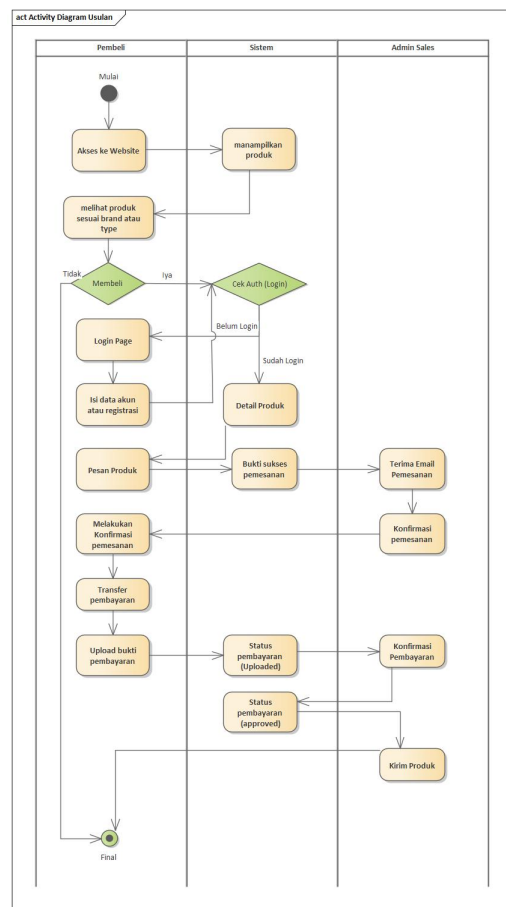 act Activity Diagram Usulan
Pembeli
Sistem
Admin Sales
Mulai
Akses ke Website
manampilkan
produk
melihat produk
sesuai brand atau
type
Tidak
Membeli
Iya
Cek Auth (Login)
Belum Login
Login Page
Sudah Login
Isi data akun
atau registrasi
Detail Produk
Pesan Produk
Bukti sukses
pemesanan
Terima Email
Pemesanan
Melakukan
Konfirmasi
pemesanan
Konfirmasi
pemesanan
Transfer
pembayaran
Upload bukti
pembayaran
Status
pembayaran
(Uploaded)
Konfirmasi
Pembayaran
Status
pembayaran
(approved)
Kirim Produk
Final